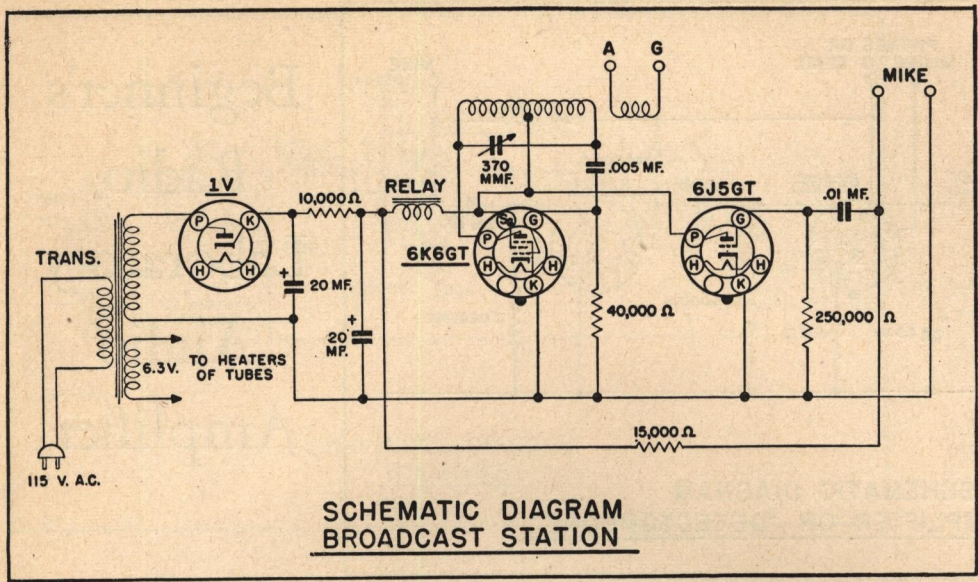 A G
MIKE
370
MMF.
.005 MF.
1V
10,000 Ω
RELAY
6J5GT
.01 MF.
P K
H H
S G
P
H H
K
6K6GT
G
P
H H
K
TRANS.
+
20 MF.
+
20
MF.
40,000 Ω
250,000 Ω
6.3V.
TO HEATERS
OF TUBES
15,000 Ω
115 V. A.C.
SCHEMATIC DIAGRAM
BROADCAST STATION